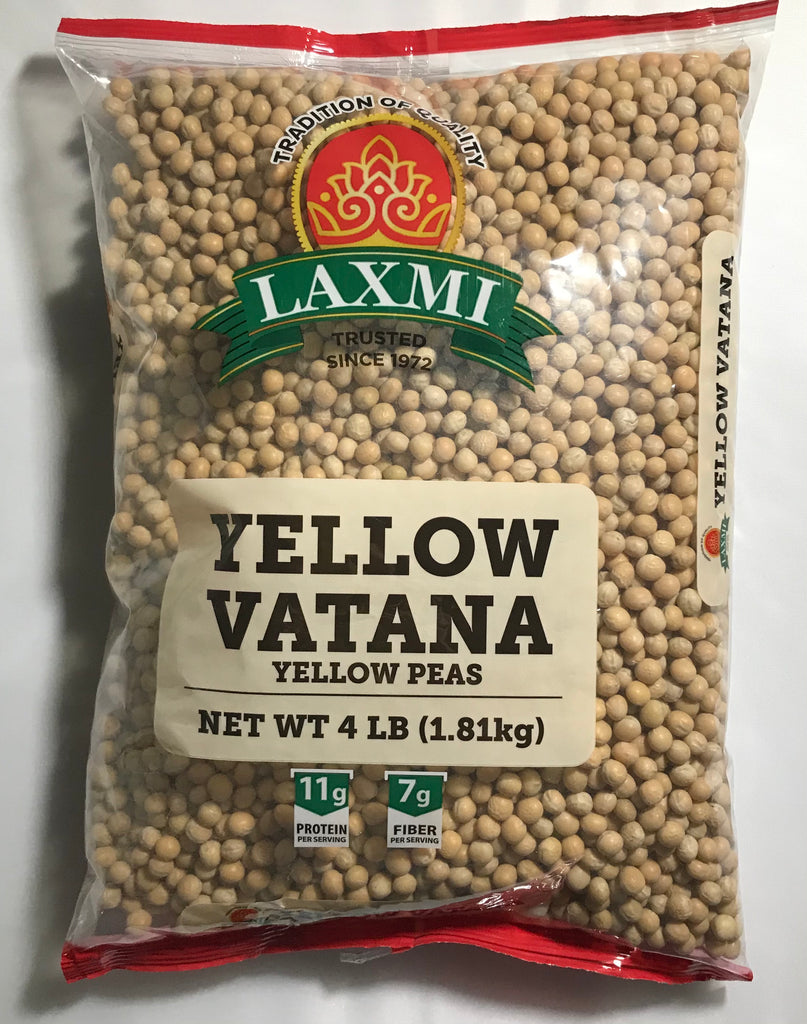 TRADITION OF QUALITY
LAXMI
TRUSTED
SINCE 1972
YELLOW VATANA
LAXMI
YELLOW
VATANA
YELLOW PEAS
NET WT 4 LB (1.81kg)
11g
PROTEIN
PER SERVING
7g
FIBER
PER SERVING